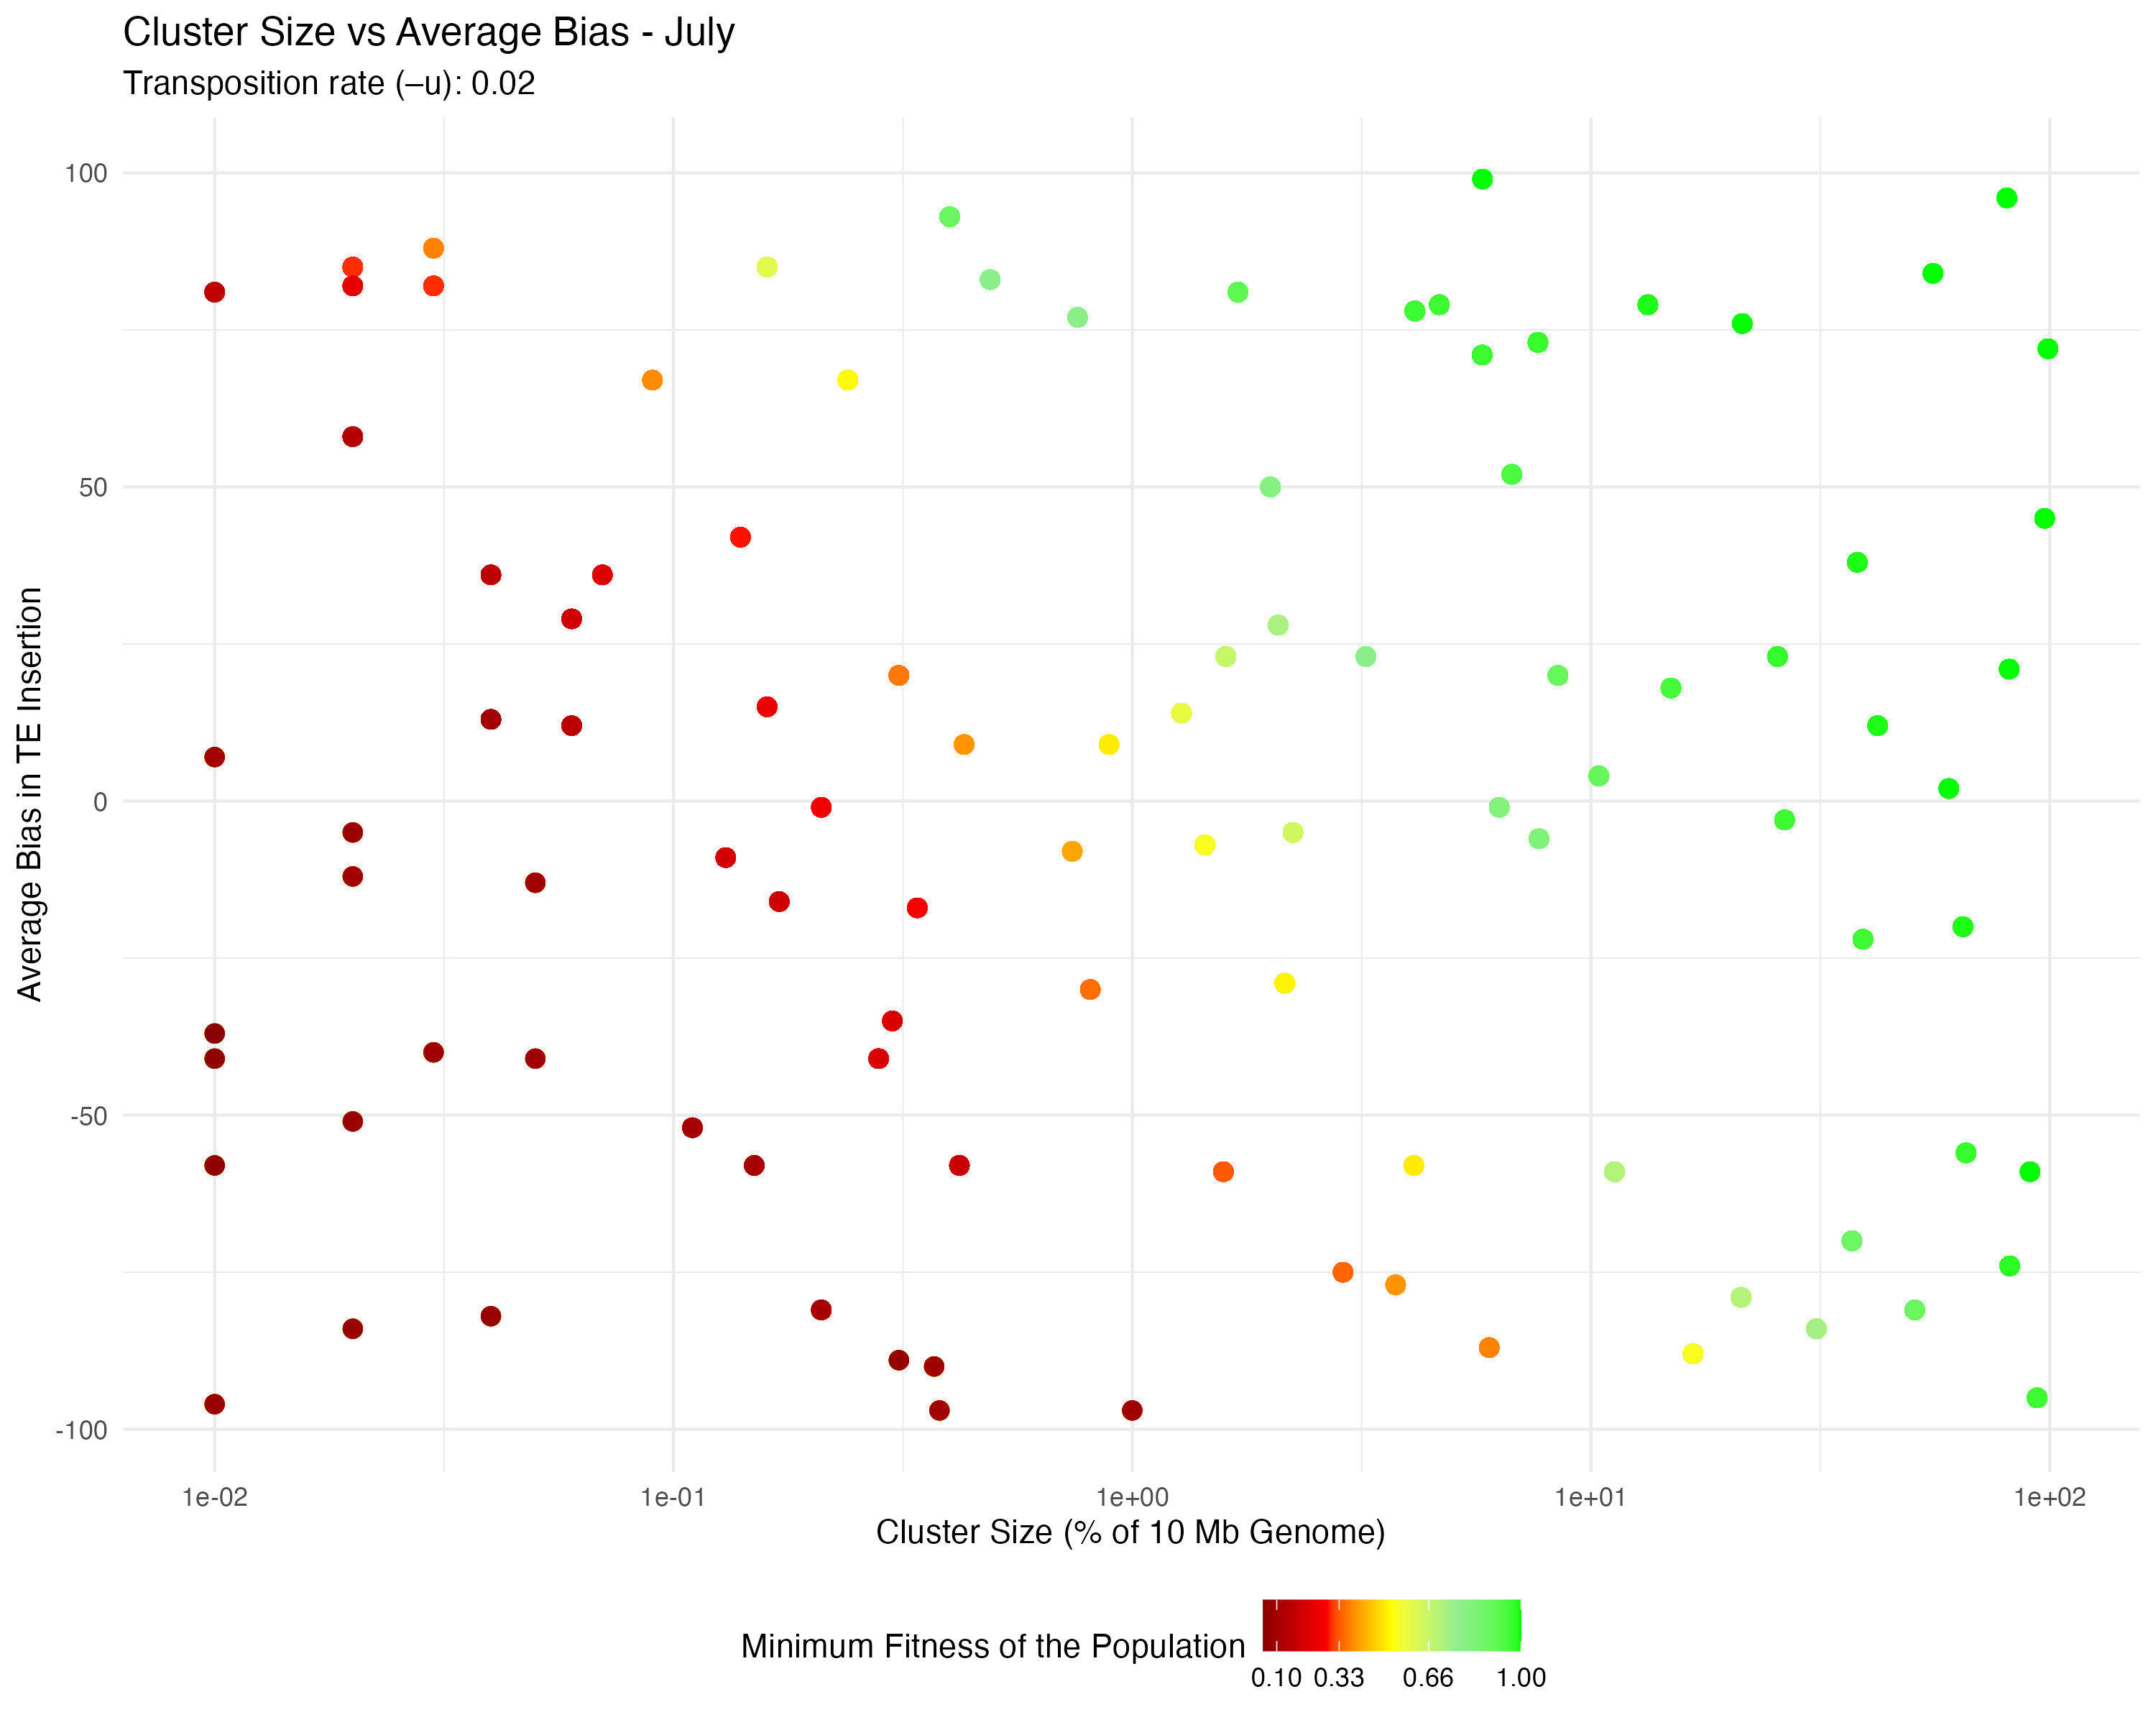 Cluster Size vs Average Bias - July
Transposition rate (–u): 0.02
Average Bias in TE Insertion
100
50
0
-50
-100
1e-02 1e-01 1e+00 1e+01 1e+02
Cluster Size (% of 10 Mb Genome)
Minimum Fitness of the Population
0.10 0.33 0.66 1.00